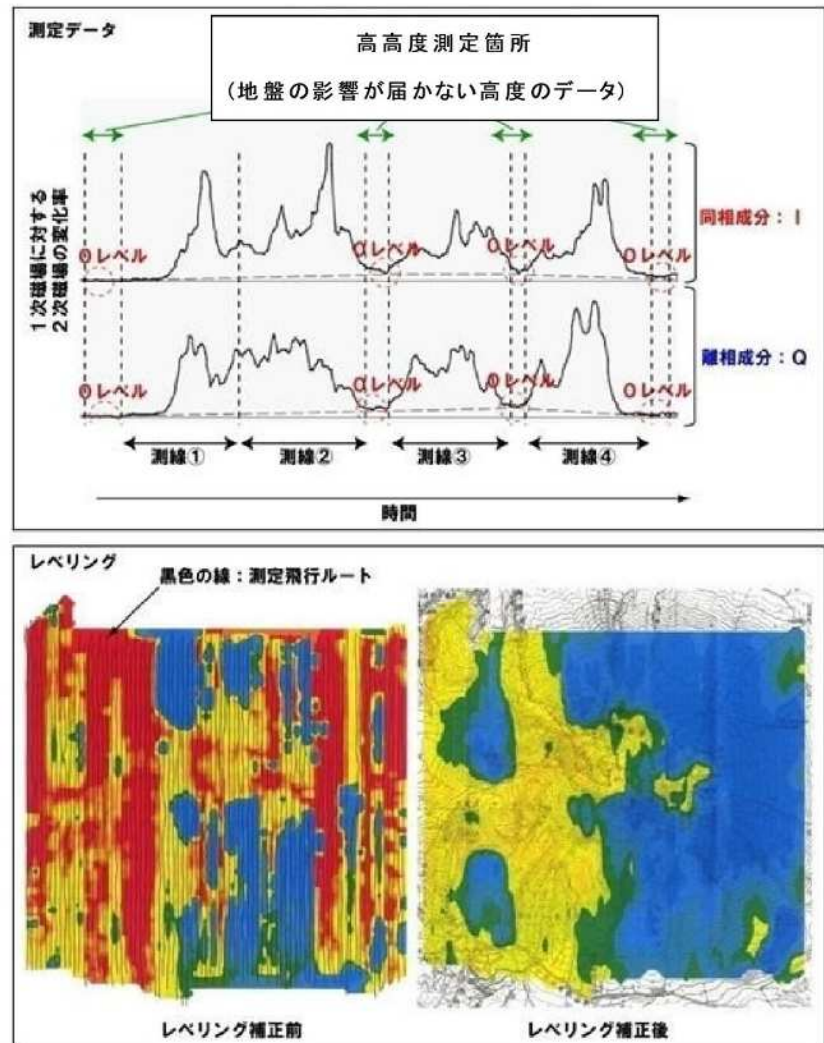 測定データ
高高度測定箇所
(地盤の影響が届かない高度のデータ)
1次磁場に対する
2次磁場の変化率
0レベル
0レベル
0レベル
0レベル
同相成分:I
0レベル
0レベル
0レベル
0レベル
離相成分:Q
測線①
測線②
測線③
測線④
時間
レベリング
黒色の線:測定飛行ルート
レベリング補正前
レベリング補正後